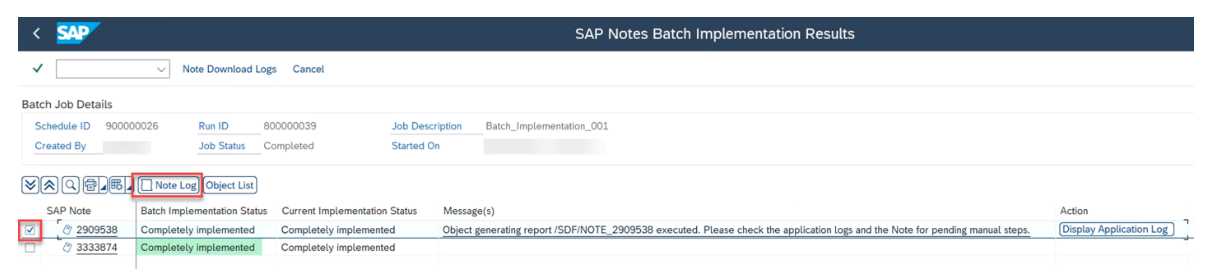 SAP SAP Notes Batch Implementation Results
Note Download Logs Cancel
Batch Job Details
Schedule ID 900000026 Run ID 800000039 Job Description Batch_Implementation_001
Created By Job Status Completed Started On
Note Log Object List
SAP Note Batch Implementation Status Current Implementation Status Message(s) Action
2909538 Completely implemented Completely implemented Object generating report /SDF/NOTE_2909538 executed. Please check the application logs and the Note for pending manual steps. Display Application Log
3333874 Completely implemented Completely implemented